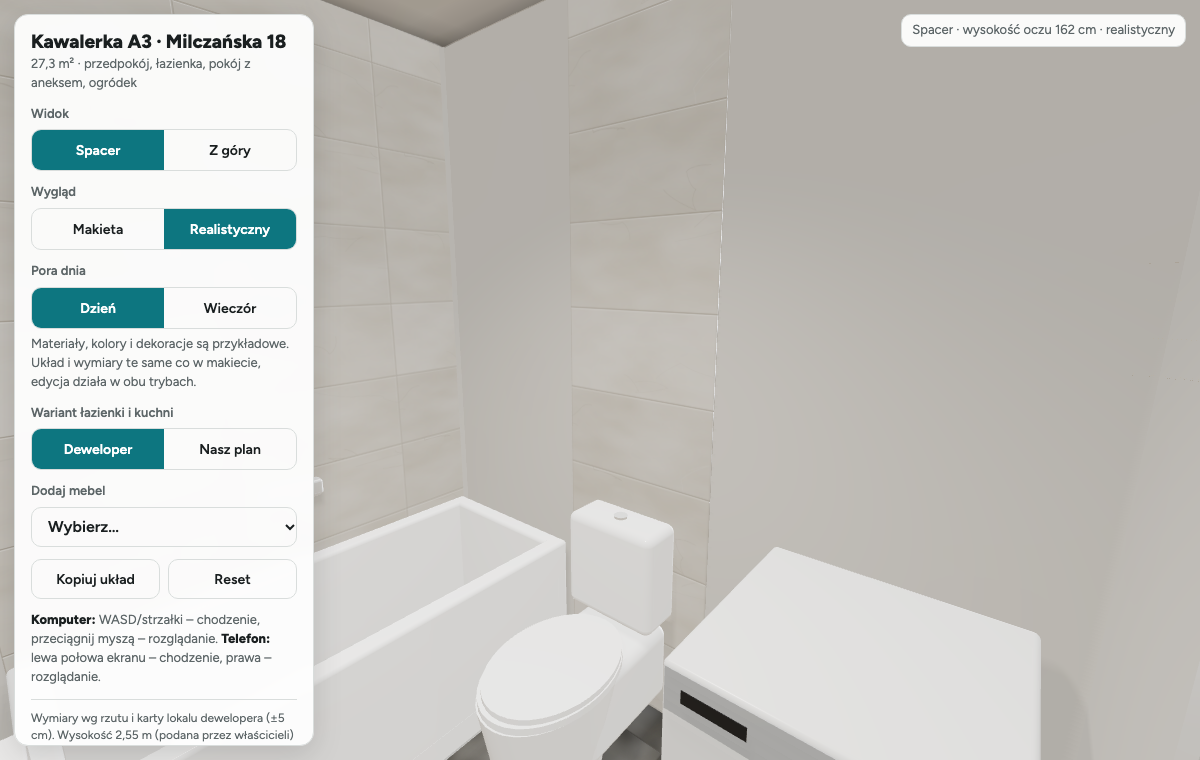 Kawalerka A3 · Milczańska 18
27,3 m² · przedpokój, łazienka, pokój z
aneksem, ogródek
Widok
Spacer
Z góry
Wygląd
Makieta
Realistyczny
Pora dnia
Dzień
Wieczór
Materiały, kolory i dekoracje są przykładowe.
Układ i wymiary te same co w makiecie,
edycja działa w obu trybach.
Wariant łazienki i kuchni
Deweloper
Nasz plan
Dodaj mebel
Wybierz...
Kopiuj układ
Reset
Komputer: WASD/strzałki – chodzenie,
przeciągnij myszą – rozglądanie. Telefon:
lewa połowa ekranu – chodzenie, prawa –
rozglądanie.
Wymiary wg rzutu i karty lokalu dewelopera (±5
cm). Wysokość 2,55 m (podana przez właścicieli)
Spacer · wysokość oczu 162 cm · realistyczny